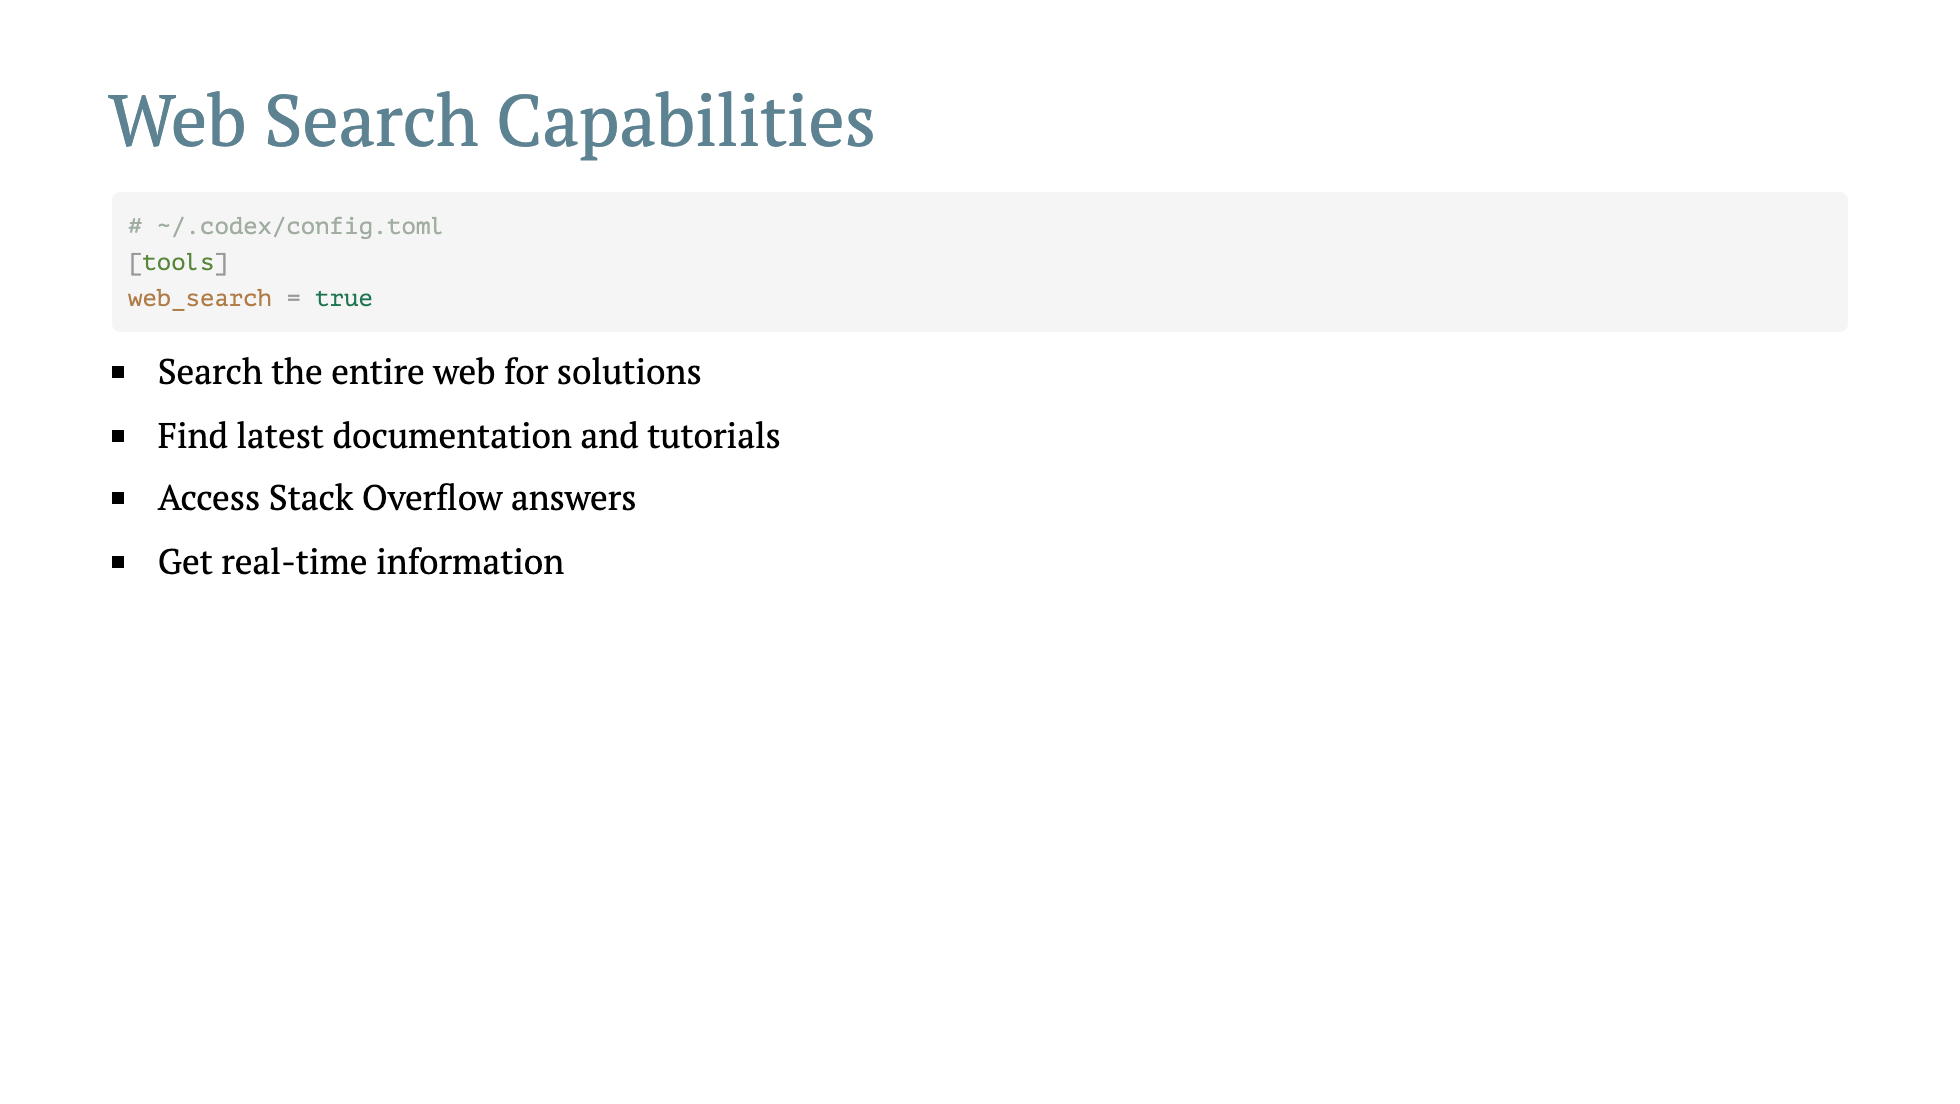 Web Search Capabilities
# ~/.codex/config.toml
[tools]
web_search = true
▪ Search the entire web for solutions
▪ Find latest documentation and tutorials
▪ Access Stack Overflow answers
▪ Get real-time information